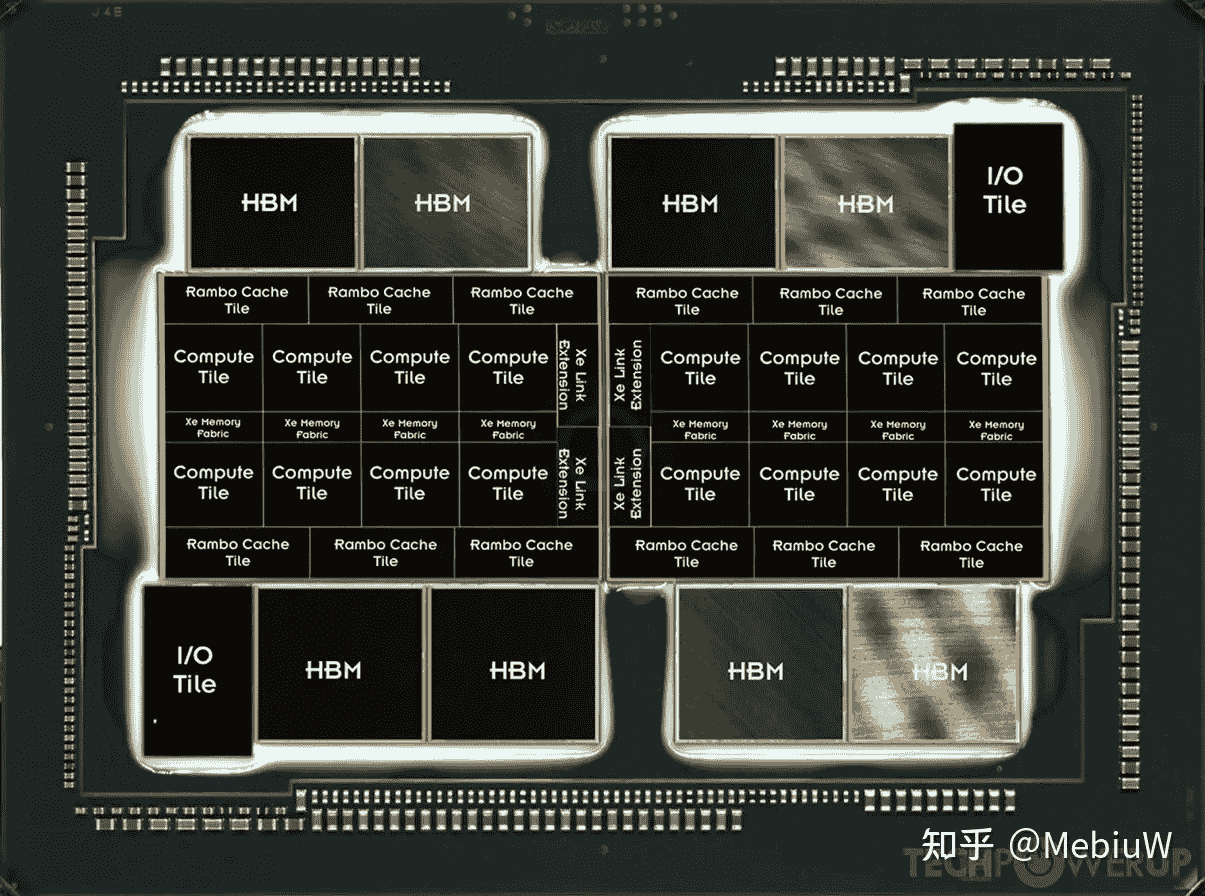 J4E
HBM
HBM
HBM
HBM
I/O
Tile
Rambo Cache
Tile
Rambo Cache
Tile
Rambo Cache
Tile
Rambo Cache
Tile
Rambo Cache
Tile
Rambo Cache
Tile
Compute
Tile
Compute
Tile
Compute
Tile
Compute
Tile
Xe Link
Extension
Xe Link
Extension
Compute
Tile
Compute
Tile
Compute
Tile
Compute
Tile
Xe Memory
Fabric
Xe Memory
Fabric
Xe Memory
Fabric
Xe Memory
Fabric
Xe Memory
Fabric
Xe Memory
Fabric
Xe Memory
Fabric
Xe Memory
Fabric
Compute
Tile
Compute
Tile
Compute
Tile
Compute
Tile
Xe Link
Extension
Xe Link
Extension
Compute
Tile
Compute
Tile
Compute
Tile
Compute
Tile
Rambo Cache
Tile
Rambo Cache
Tile
Rambo Cache
Tile
Rambo Cache
Tile
Rambo Cache
Tile
Rambo Cache
Tile
I/O
Tile
HBM
HBM
HBM
HBM
知乎 @MebiuW
TECHPOWERUP